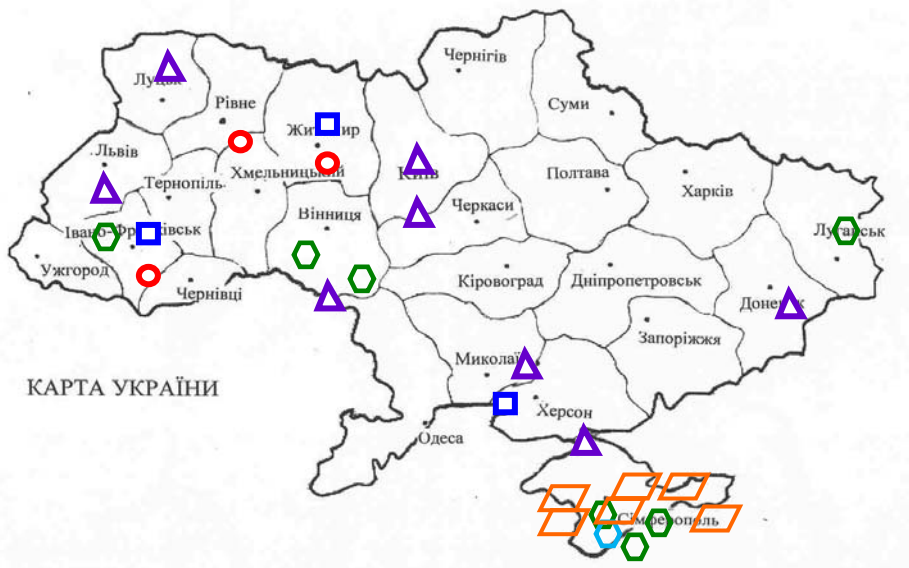 Чернігів
Луцьк
Рівне
Суми
Житомир
Львів
Хмельницький
Київ
Полтава
Харків
Тернопіль
Черкаси
Вінниця
Івано-Франківськ
Луганськ
Ужгород
Чернівці
Кіровоград
Дніпропетровськ
Донецьк
Запоріжжя
Миколаїв
КАРТА УКРАЇНИ
Херсон
Одеса
Сімферополь